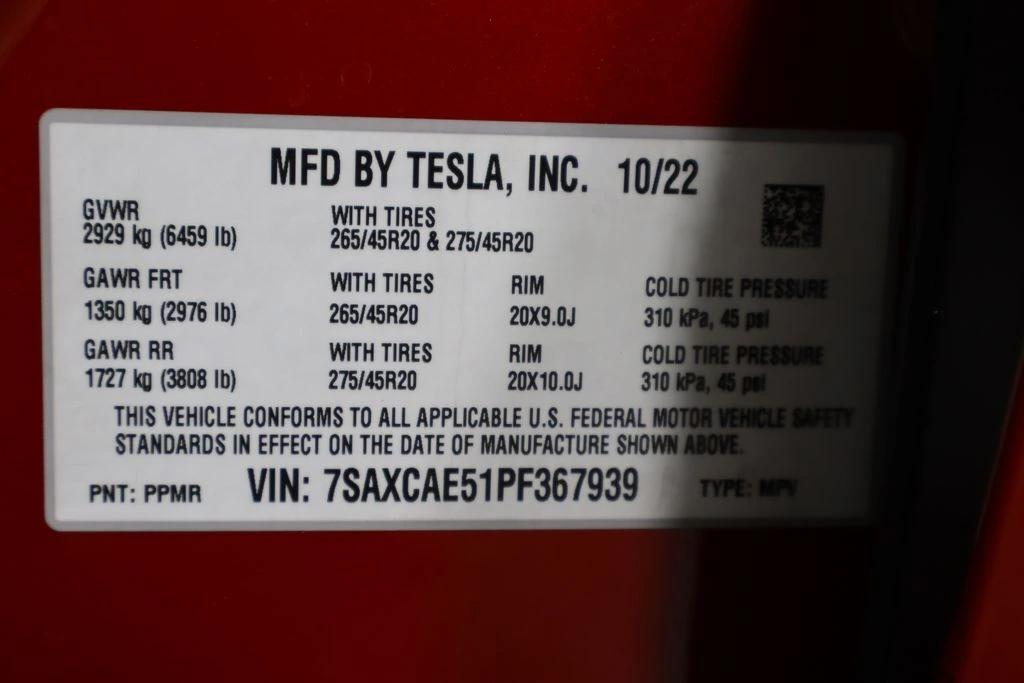 MFD BY TESLA, INC. 10/22
GVWR
2929 kg (6459 lb)
WITH TIRES
265/45R20 & 275/45R20
GAWR FRT WITH TIRES RIM COLD TIRE PRESSURE
1350 kg (2976 lb) 265/45R20 20X9.0J 310 kPa, 45 psi
GAWR RR WITH TIRES RIM COLD TIRE PRESSURE
1727 kg (3808 lb) 275/45R20 20X10.0J 310 kPa, 45 psi
THIS VEHICLE CONFORMS TO ALL APPLICABLE U.S. FEDERAL MOTOR VEHICLE SAFETY
STANDARDS IN EFFECT ON THE DATE OF MANUFACTURE SHOWN ABOVE.
PNT: PPMR VIN: 7SAXCAE51PF367939 TYPE: MPV